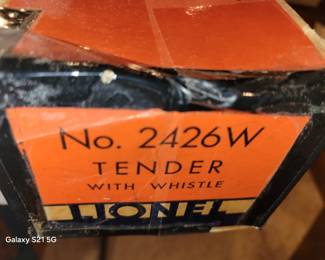 No. 2426W
TENDER
WITH WHISTLE
LIONEL
Galaxy S21 5G